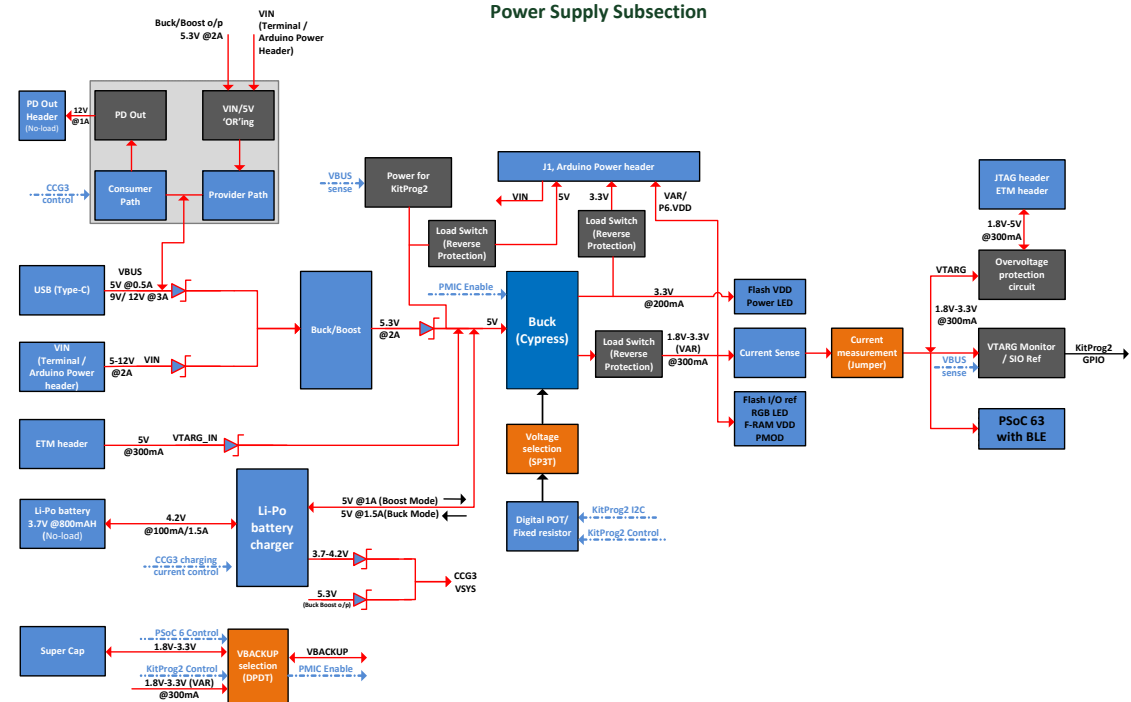 Power Supply Subsection
Buck/Boost o/p
5.3V @2A
VIN
(Terminal /
Arduino Power
Header)
PD Out
Header
(No-load)
12V
@1A
PD Out
VIN/5V
‘OR’ing
CCG3
control
Consumer
Path
Provider Path
VBUS
sense
Power for
KitProg2
J1, Arduino Power header
VIN
5V
3.3V
VAR/
P6.VDD
Load Switch
(Reverse
Protection)
Load Switch
(Reverse
Protection)
JTAG header
ETM header
1.8V-5V
@300mA
Overvoltage
protection
circuit
VTARG
1.8V-3.3V
@300mA
USB (Type-C)
VBUS
5V @0.5A
9V/ 12V @3A
Buck/Boost
5.3V
@2A
PMIC Enable
5V
Buck
(Cypress)
3.3V
@200mA
Flash VDD
Power LED
VIN
(Terminal /
Arduino Power
header)
5-12V
@2A
VIN
Load Switch
(Reverse
Protection)
1.8V-3.3V
(VAR)
@300mA
Current Sense
Current
measurement
(Jumper)
VBUS
sense
VTARG Monitor
/ SIO Ref
KitProg2
GPIO
Flash I/O ref
RGB LED
F-RAM VDD
PMOD
PSoC 63
with BLE
ETM header
5V
@300mA
VTARG_IN
Voltage
selection
(SP3T)
Li-Po battery
3.7V @800mAH
(No-load)
4.2V
@100mA/1.5A
Li-Po
battery
charger
5V @1A (Boost Mode)
5V @1.5A(Buck Mode)
Digital POT/
Fixed resistor
KitProg2 I2C
KitProg2 Control
CCG3 charging
current control
3.7-4.2V
5.3V
(Buck Boost o/p)
CCG3
VSYS
Super Cap
PSoC 6 Control
1.8V-3.3V
KitProg2 Control
1.8V-3.3V (VAR)
@300mA
VBACKUP
selection
(DPDT)
VBACKUP
PMIC Enable